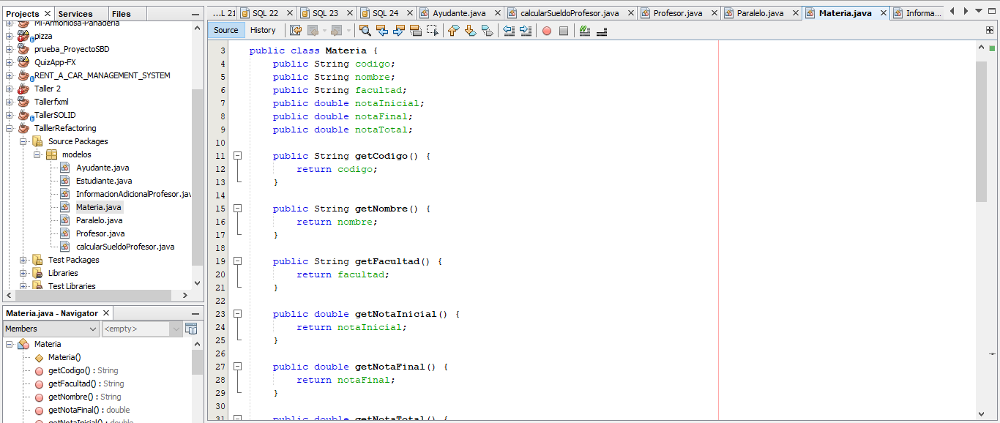 Projects
Services
Files
...L 21
SQL 22
SQL 23
SQL 24
Ayudante.java
calcularSueldoProfesor.java
Profesor.java
Paralelo.java
Materia.java
Informa...
Source
History
Mi-Armoniosa-Panaderia
pizza
prueba_ProyectoSBD
QuizApp-FX
RENT_A_CAR_MANAGEMENT_SYSTEM
Taller 2
Tallerfxml
TallerSOLID
TalllerRefactoring
Source Packages
modelos
Ayudante.java
Estudiante.java
InformacionAdicionalProfesor.jav
Materia.java
Paralelo.java
Profesor.java
calcularSueldoProfesor.java
Test Packages
Libraries
Test Libraries
Materia.java - Navigator
Members
<empty>
Materia
Materia()
getCodigo() : String
getFacultad() : String
getNombre() : String
getNotaFinal() : double
getNotaInicial() : double
3 public class Materia {
4 public String codigo;
5 public String nombre;
6 public String facultad;
7 public double notaInicial;
8 public double notaFinal;
9 public double notaTotal;
10
11 public String getCodigo() {
12 return codigo;
13 }
14
15 public String getNombre() {
16 return nombre;
17 }
18
19 public String getFacultad() {
20 return facultad;
21 }
22
23 public double getNotaInicial() {
24 return notaInicial;
25 }
26
27 public double getNotaFinal() {
28 return notaFinal;
29 }
30
31 public double getNotaTotal() {